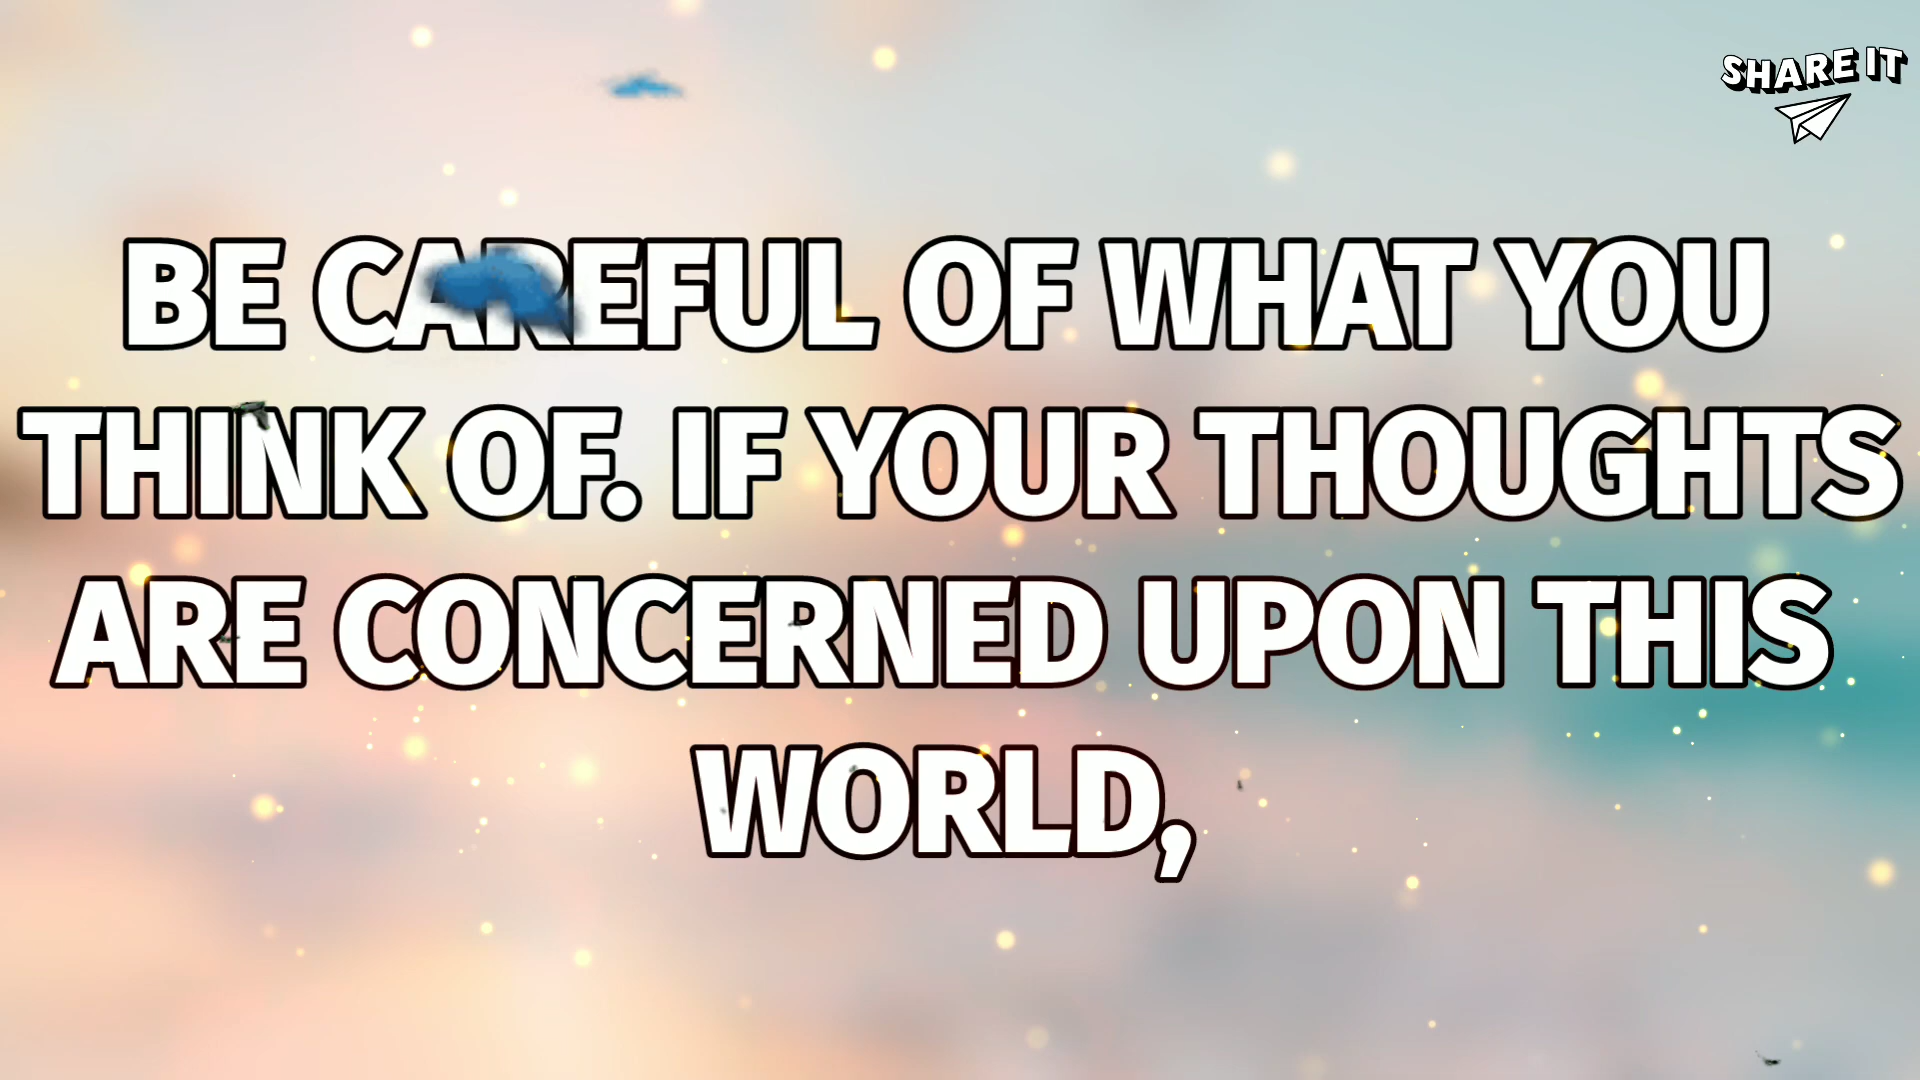 SHARE IT
BE CAREFUL OF WHAT YOU
THINK OF. IF YOUR THOUGHTS
ARE CONCERNED UPON THIS
WORLD,